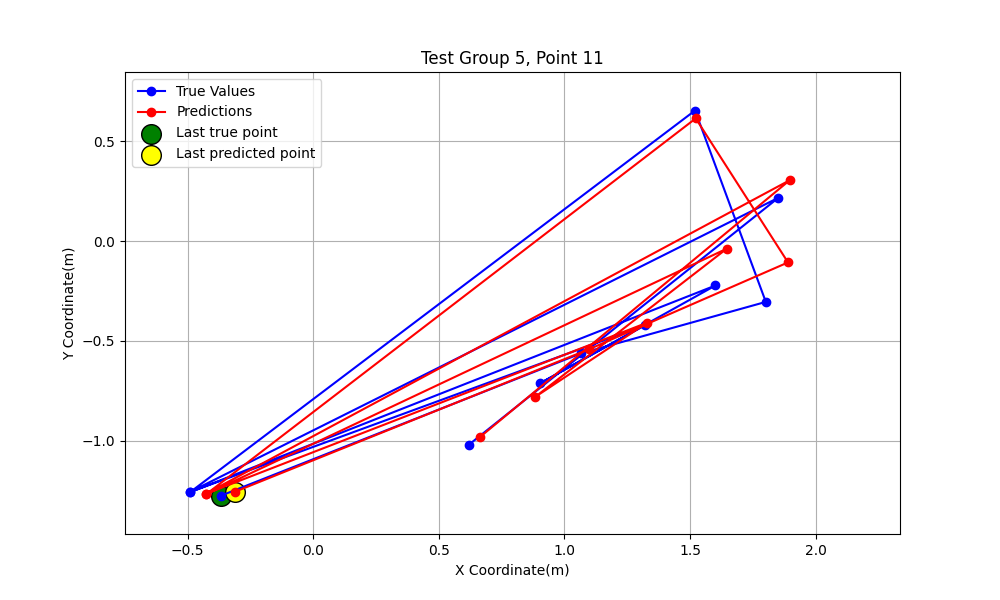 Test Group 5, Point 11
True Values
Predictions
Last true point
Last predicted point
Y Coordinate(m)
0.5
0.0
−0.5
−1.0
−0.5
0.0
0.5
1.0
1.5
2.0
X Coordinate(m)